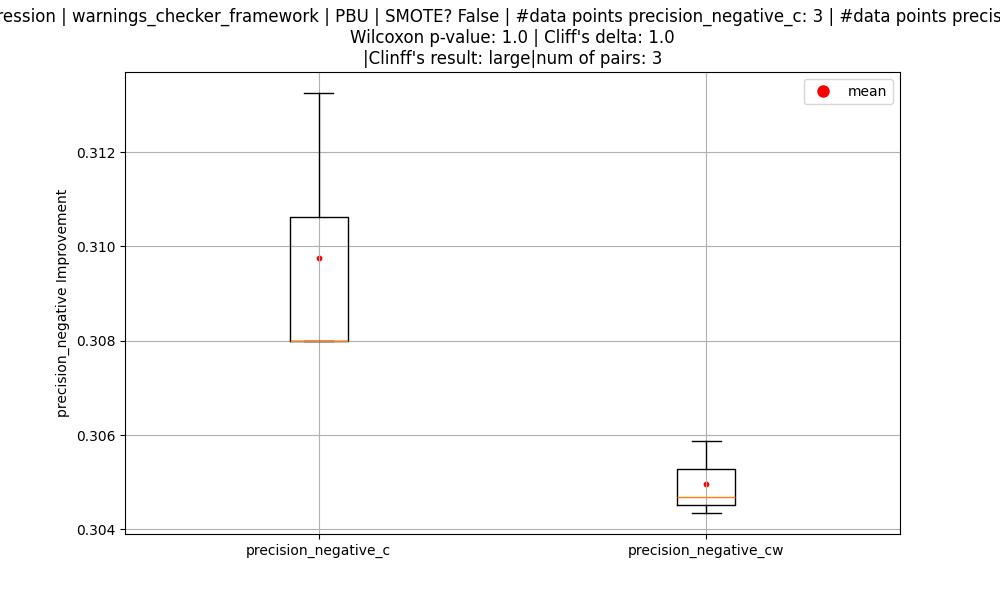 ression | warnings_checker_framework | PBU | SMOTE? False | #data points precision_negative_c: 3 | #data points precis
Wilcoxon p-value: 1.0 | Cliff's delta: 1.0
|Clinff's result: large|num of pairs: 3
mean
0.312
0.310
0.308
0.306
0.304
precision_negative Improvement
precision_negative_c
precision_negative_cw